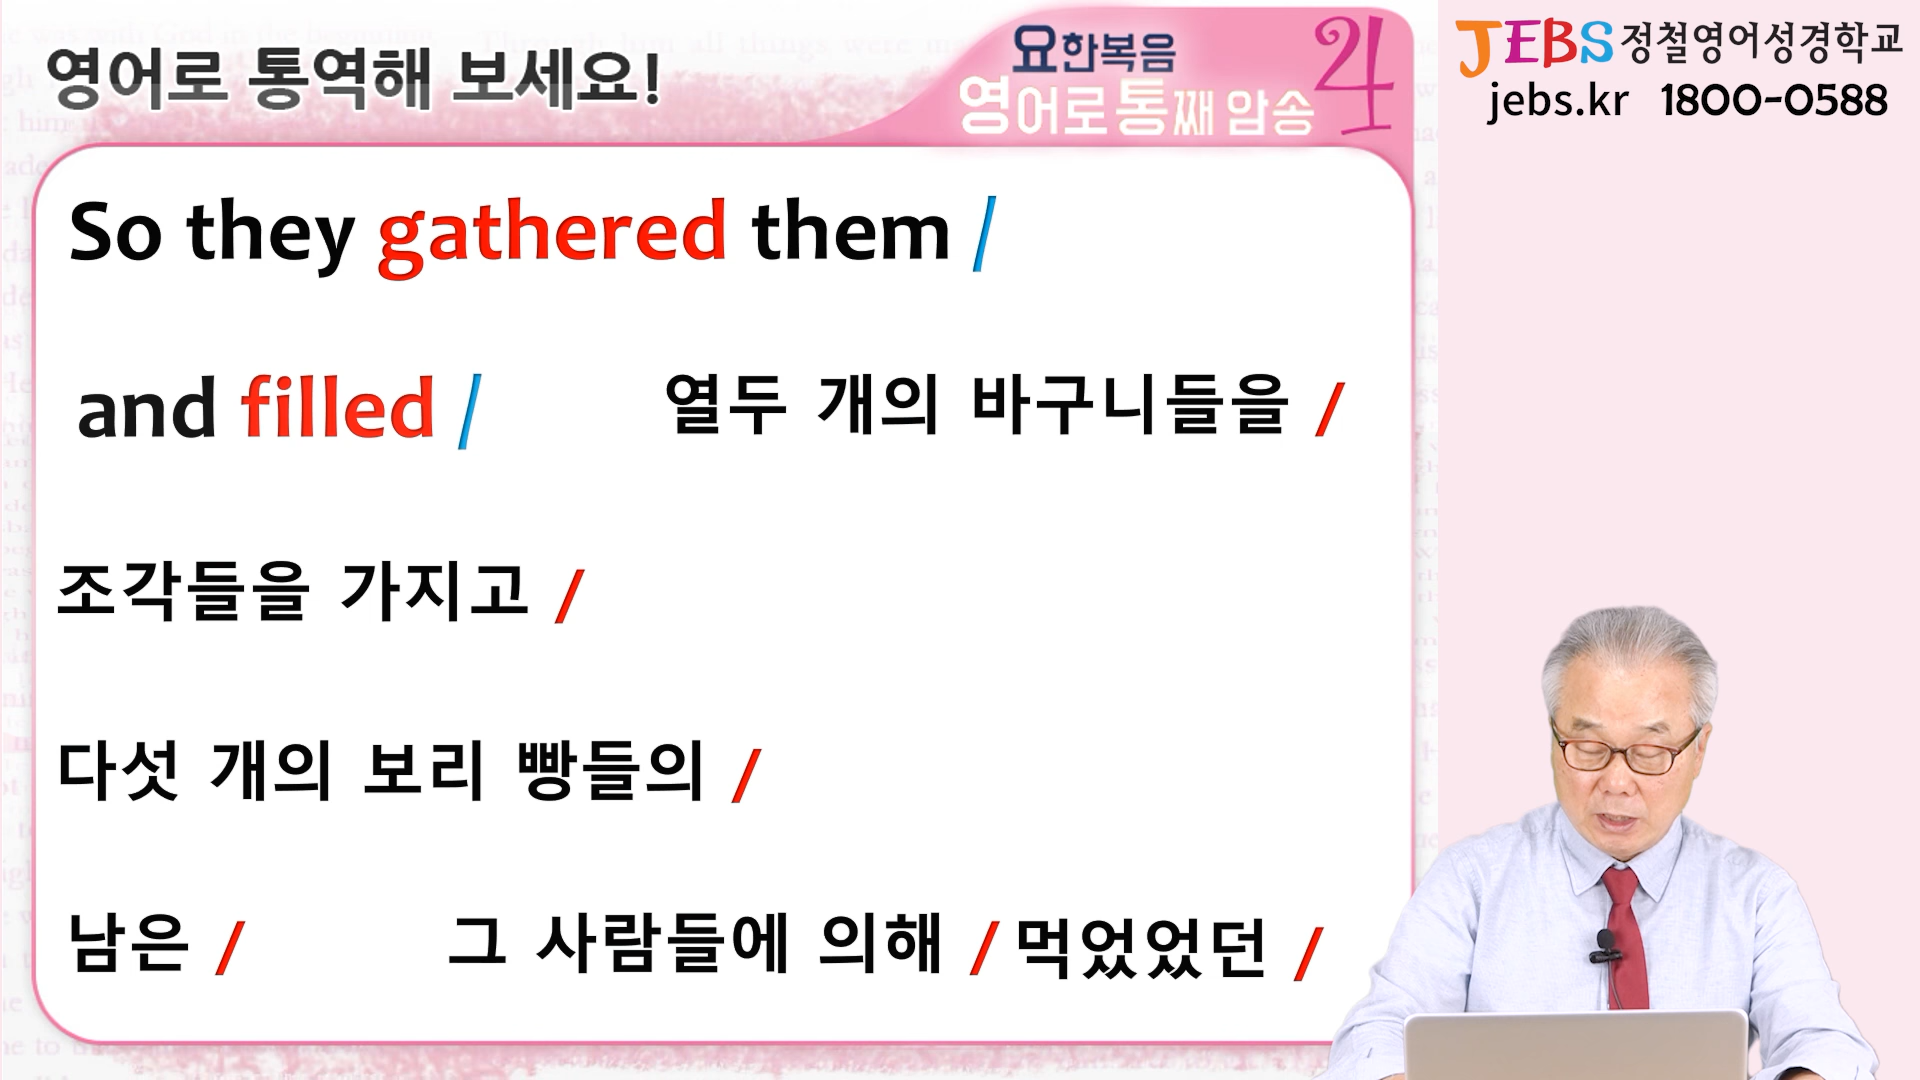 영어로 통역해 보세요!
요한복음
영어로 통째 암송
4
JEBS 정철영어성경학교
jebs.kr 1800-0588
So they gathered them /
and filled / 열두 개의 바구니들을 /
조각들을 가지고 /
다섯 개의 보리 빵들의 /
남은 / 그 사람들에 의해 / 먹었었던 /